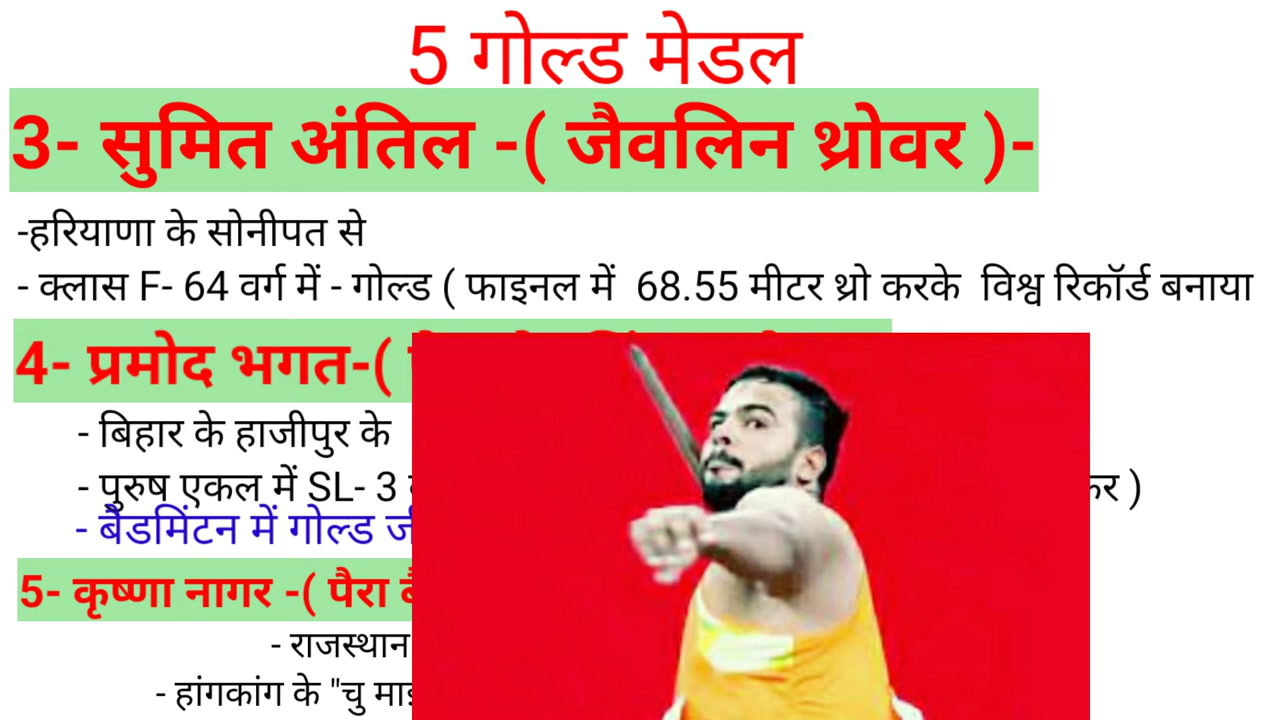 5 गोल्ड मेडल
3- सुमित अंतिल -( जैवलिन थ्रोवर )-
-हरियाणा के सोनीपत से
- क्लास F- 64 वर्ग में - गोल्ड ( फाइनल में 68.55 मीटर थ्रो करके विश्व रिकॉर्ड बनाया
4- प्रमोद भगत-(
- बिहार के हाजीपुर के
- पुरुष एकल में SL- 3 कर )
- बैडमिंटन में गोल्ड
5- कृष्णा नागर -( पैरा
- राजस्थान
- हांगकांग के "चु